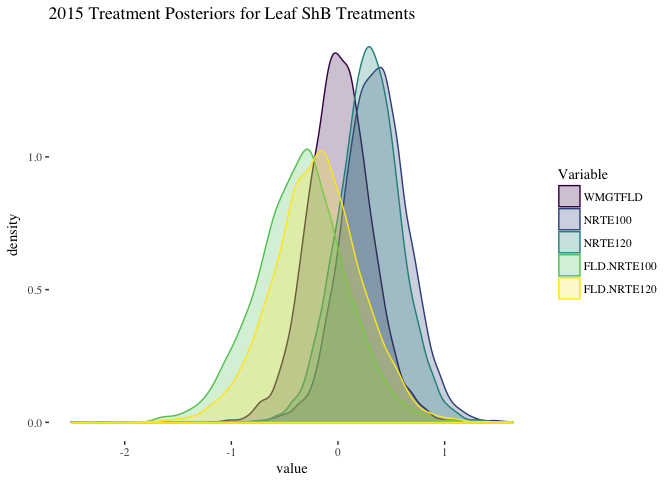 2015 Treatment Posteriors for Leaf ShB Treatments
density
1.0
0.5
0.0
-2
-1
0
1
value
Variable
WMGTFLD
NRTE100
NRTE120
FLD.NRTE100
FLD.NRTE120